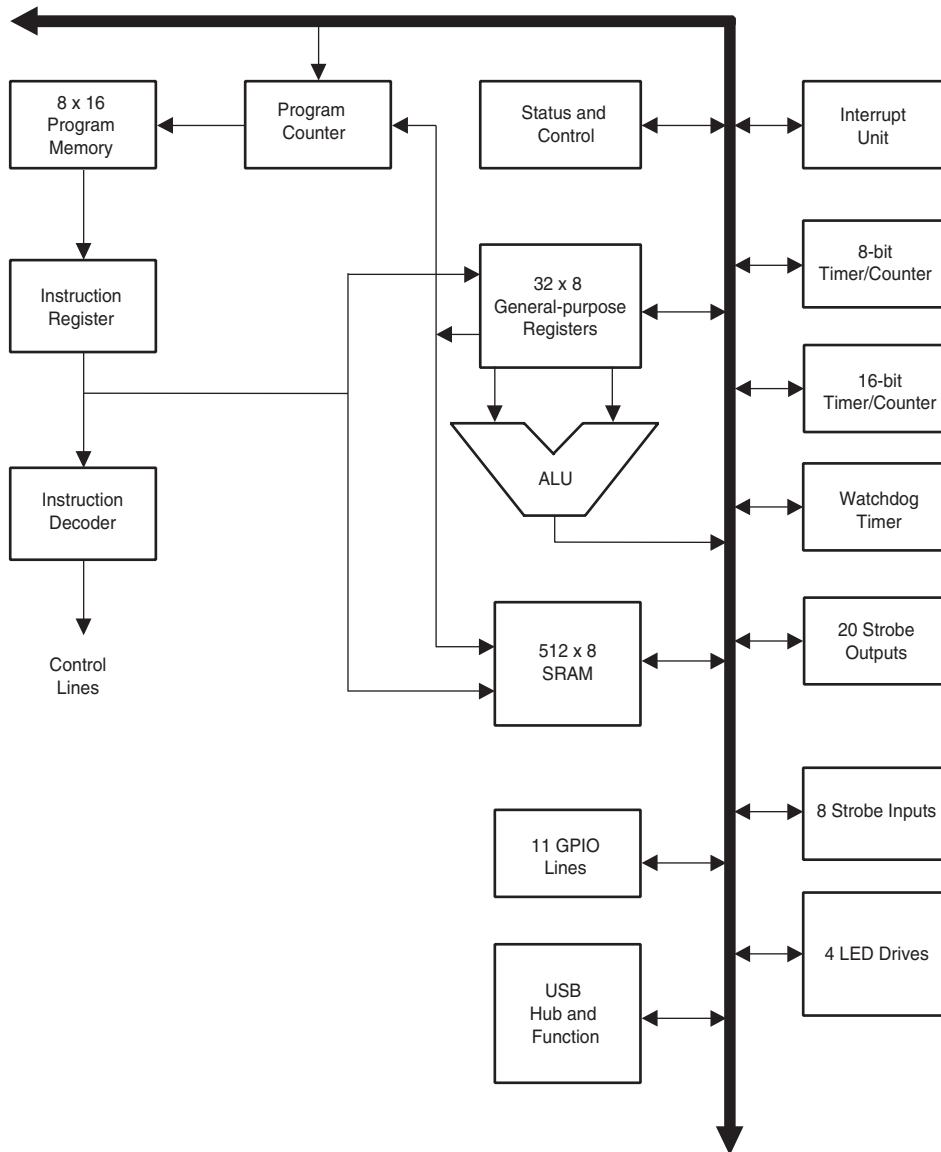 8 x 16
Program
Memory
Program
Counter
Status and
Control
Interrupt
Unit
Instruction
Register
32 x 8
General-purpose
Registers
8-bit
Timer/Counter
16-bit
Timer/Counter
Instruction
Decoder
ALU
Watchdog
Timer
Control
Lines
512 x 8
SRAM
20 Strobe
Outputs
11 GPIO
Lines
8 Strobe Inputs
USB
Hub and
Function
4 LED Drives